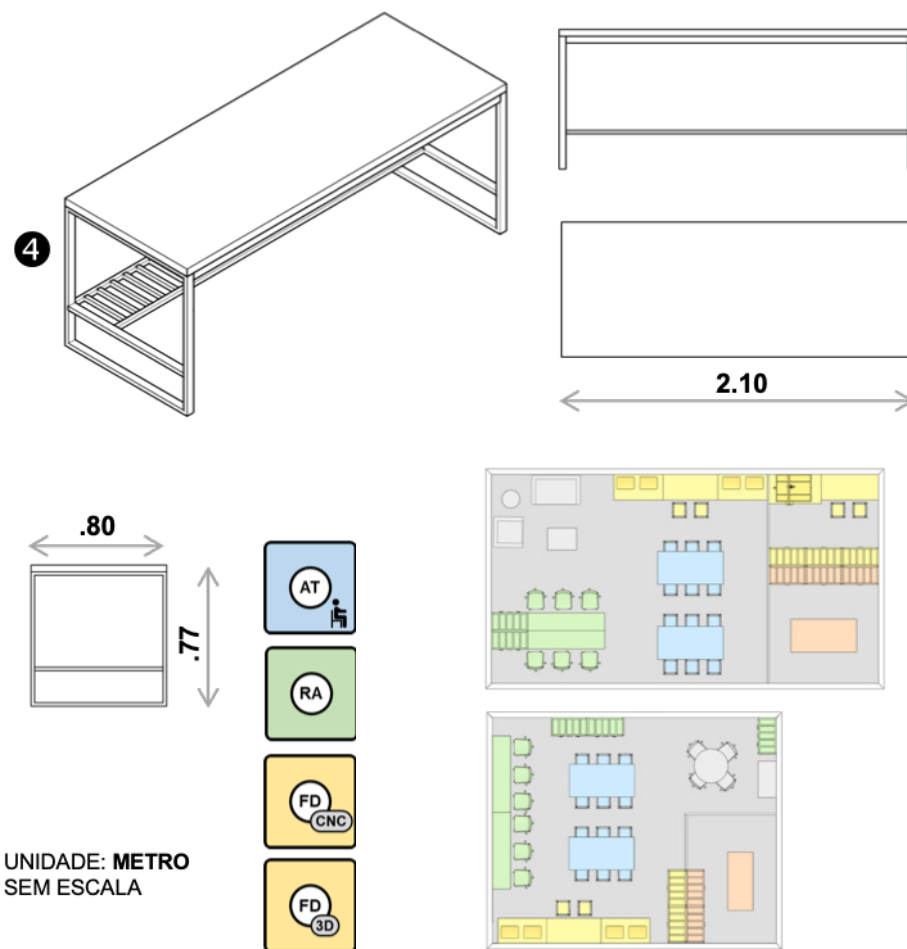 4
2.10
.80
.77
AT
RA
FD
CNC
FD
3D
UNIDADE: METRO
SEM ESCALA